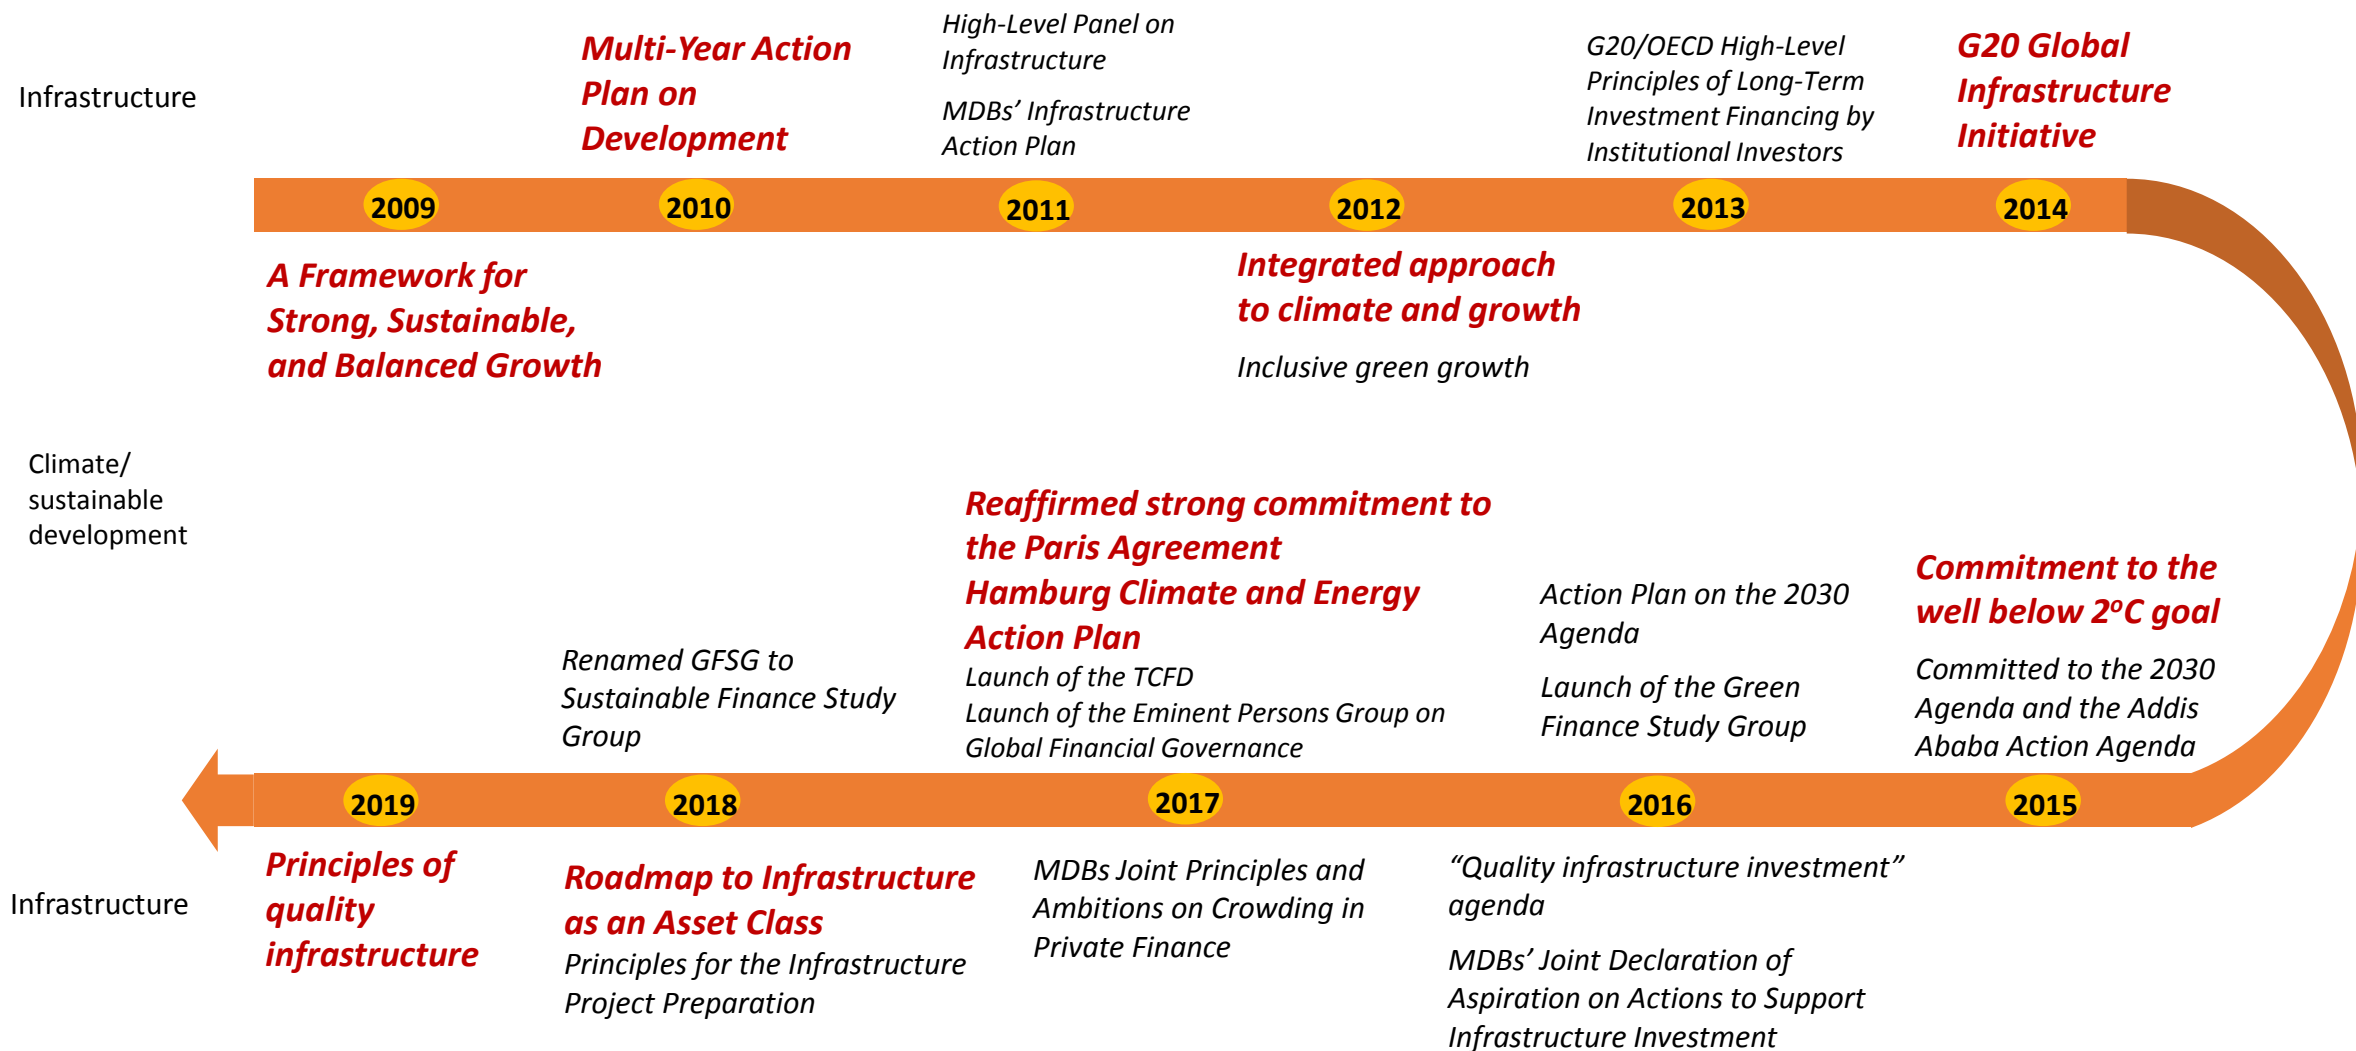 Infrastructure
Multi-Year Action
Plan on
Development
High-Level Panel on
Infrastructure
MDBs’ Infrastructure
Action Plan
G20/OECD High-Level
Principles of Long-Term
Investment Financing by
Institutional Investors
G20 Global
Infrastructure
Initiative
2009
2010
2011
2012
2013
2014
A Framework for
Strong, Sustainable,
and Balanced Growth
Integrated approach
to climate and growth
Inclusive green growth
Climate/
sustainable
development
Renamed GFSG to
Sustainable Finance Study
Group
Reaffirmed strong commitment to
the Paris Agreement
Hamburg Climate and Energy
Action Plan
Launch of the TCFD
Launch of the Eminent Persons Group on
Global Financial Governance
Action Plan on the 2030
Agenda
Launch of the Green
Finance Study Group
Commitment to the
well below 2ºC goal
Committed to the 2030
Agenda and the Addis
Ababa Action Agenda
2019
2018
2017
2016
2015
Infrastructure
Principles of
quality
infrastructure
Roadmap to Infrastructure
as an Asset Class
Principles for the Infrastructure
Project Preparation
MDBs Joint Principles and
Ambitions on Crowding in
Private Finance
“Quality infrastructure investment”
agenda
MDBs’ Joint Declaration of
Aspiration on Actions to Support
Infrastructure Investment